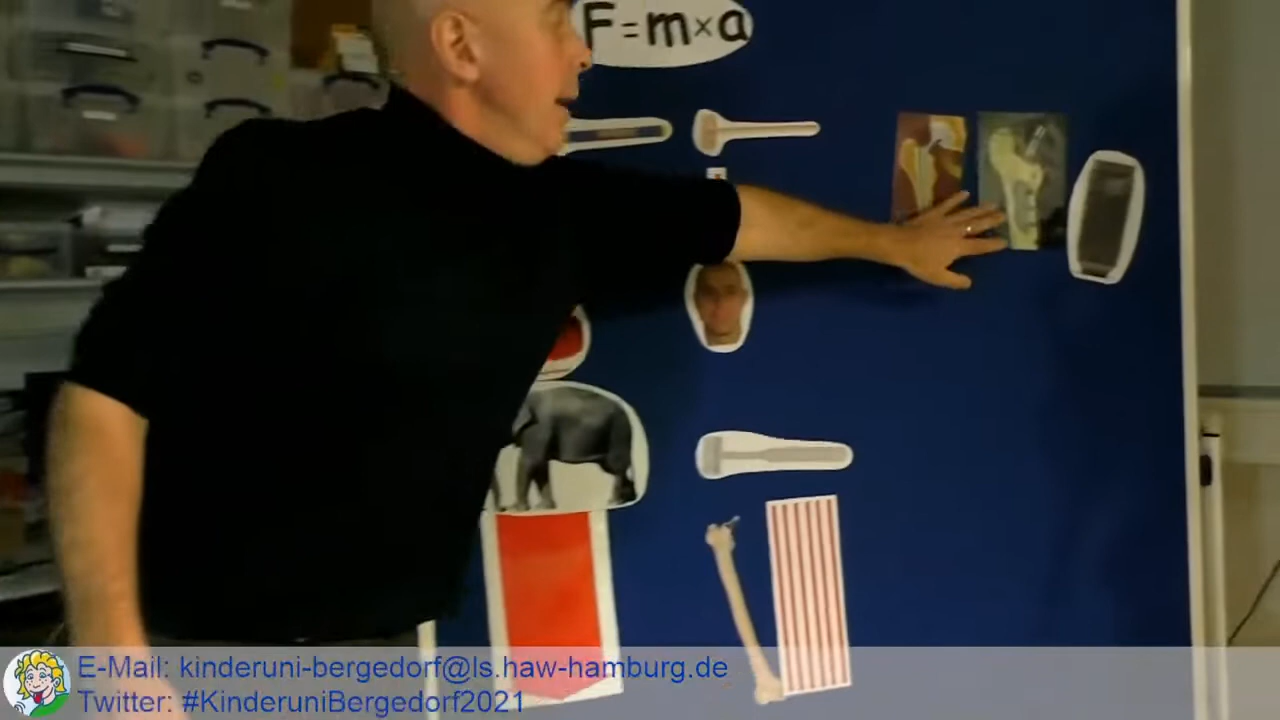 F=m×a
E-Mail: kinderuni-bergedorf@ls.haw-hamburg.de
Twitter: #KinderuniBergedorf2021